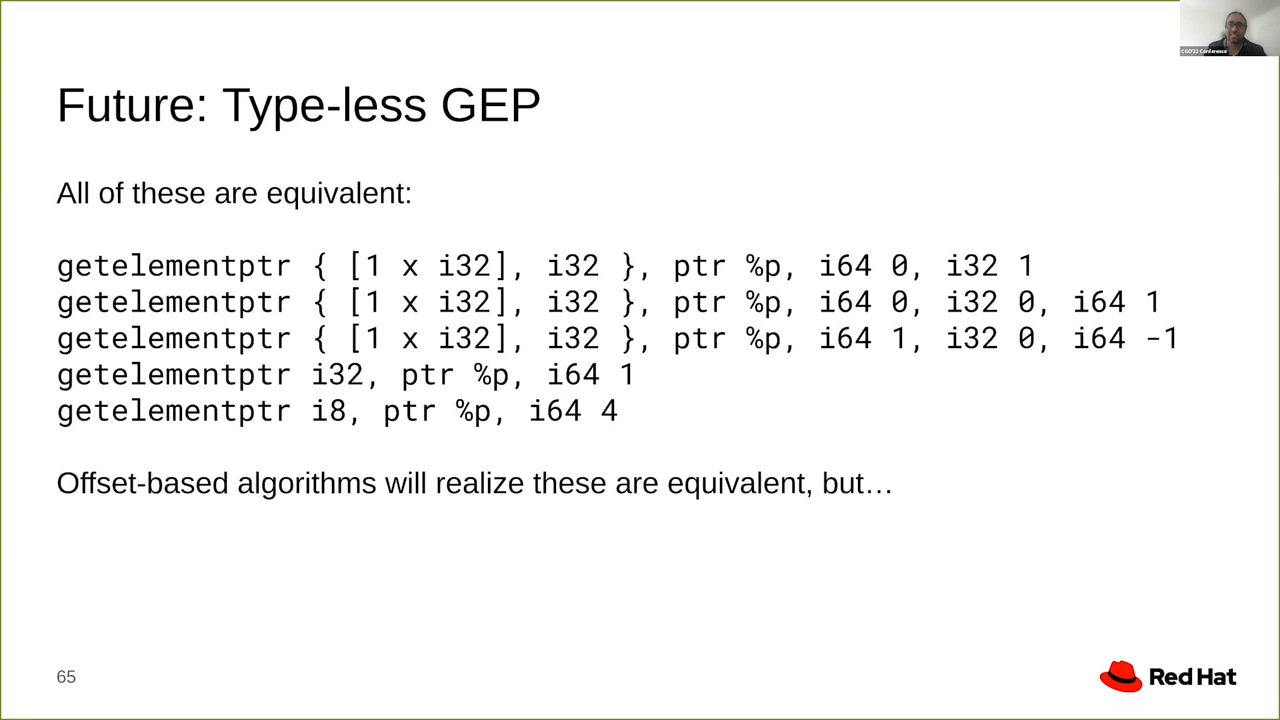 CGO'22 Conference
Future: Type-less GEP
All of these are equivalent:
getelementptr { [1 x i32], i32 }, ptr %p, i64 0, i32 1
getelementptr { [1 x i32], i32 }, ptr %p, i64 0, i32 0, i64 1
getelementptr { [1 x i32], i32 }, ptr %p, i64 1, i32 0, i64 -1
getelementptr i32, ptr %p, i64 1
getelementptr i8, ptr %p, i64 4
Offset-based algorithms will realize these are equivalent, but…
65
Red Hat